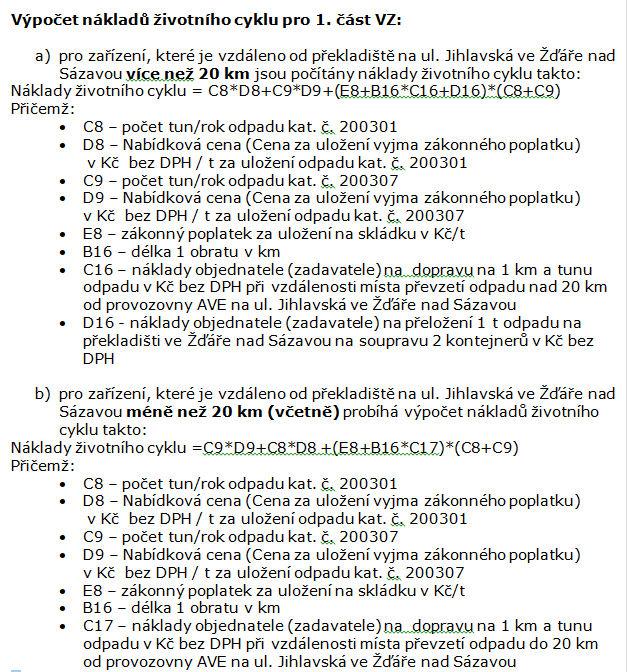 Výpočet nákladů životního cyklu pro 1. část VZ:
a) pro zařízení, které je vzdáleno od překladiště na ul. Jihlavská ve Žďáře nad
Sázavou více než 20 km jsou počítány náklady životního cyklu takto:
Náklady životního cyklu = C8*D8+C9*D9+(E8+B16*C16+D16)*(C8+C9)
Přičemž:
• C8 – počet tun/rok odpadu kat. č. 200301
• D8 – Nabídková cena (Cena za uložení vyjma zákonného poplatku)
v Kč bez DPH / t za uložení odpadu kat. č. 200301
• C9 – počet tun/rok odpadu kat. č. 200307
• D9 – Nabídková cena (Cena za uložení vyjma zákonného poplatku)
v Kč bez DPH / t za uložení odpadu kat. č. 200307
• E8 – zákonný poplatek za uložení na skládku v Kč/t
• B16 – délka 1 obratu v km
• C16 – náklady objednatele (zadavatele) na dopravu na 1 km a tunu
odpadu v Kč bez DPH při vzdálenosti místa převzetí odpadu nad 20 km
od provozovny AVE na ul. Jihlavská ve Žďáře nad Sázavou
• D16 - náklady objednatele (zadavatele) na přeložení 1 t odpadu na
překladišti ve Žďáře nad Sázavou na soupravu 2 kontejnerů v Kč bez
DPH
b) pro zařízení, které je vzdáleno od překladiště na ul. Jihlavská ve Žďáře nad
Sázavou méně než 20 km (včetně) probíhá výpočet nákladů životního
cyklu takto:
Náklady životního cyklu =C9*D9+C8*D8 +(E8+B16*C17)*(C8+C9)
Přičemž:
• C8 – počet tun/rok odpadu kat. č. 200301
• D8 – Nabídková cena (Cena za uložení vyjma zákonného poplatku)
v Kč bez DPH / t za uložení odpadu kat. č. 200301
• C9 – počet tun/rok odpadu kat. č. 200307
• D9 – Nabídková cena (Cena za uložení vyjma zákonného poplatku)
v Kč bez DPH / t za uložení odpadu kat. č. 200307
• E8 – zákonný poplatek za uložení na skládku v Kč/t
• B16 – délka 1 obratu v km
• C17 – náklady objednatele (zadavatele) na dopravu na 1 km a tunu
odpadu v Kč bez DPH při vzdálenosti místa převzetí odpadu do 20 km
od provozovny AVE na ul. Jihlavská ve Žďáře nad Sázavou